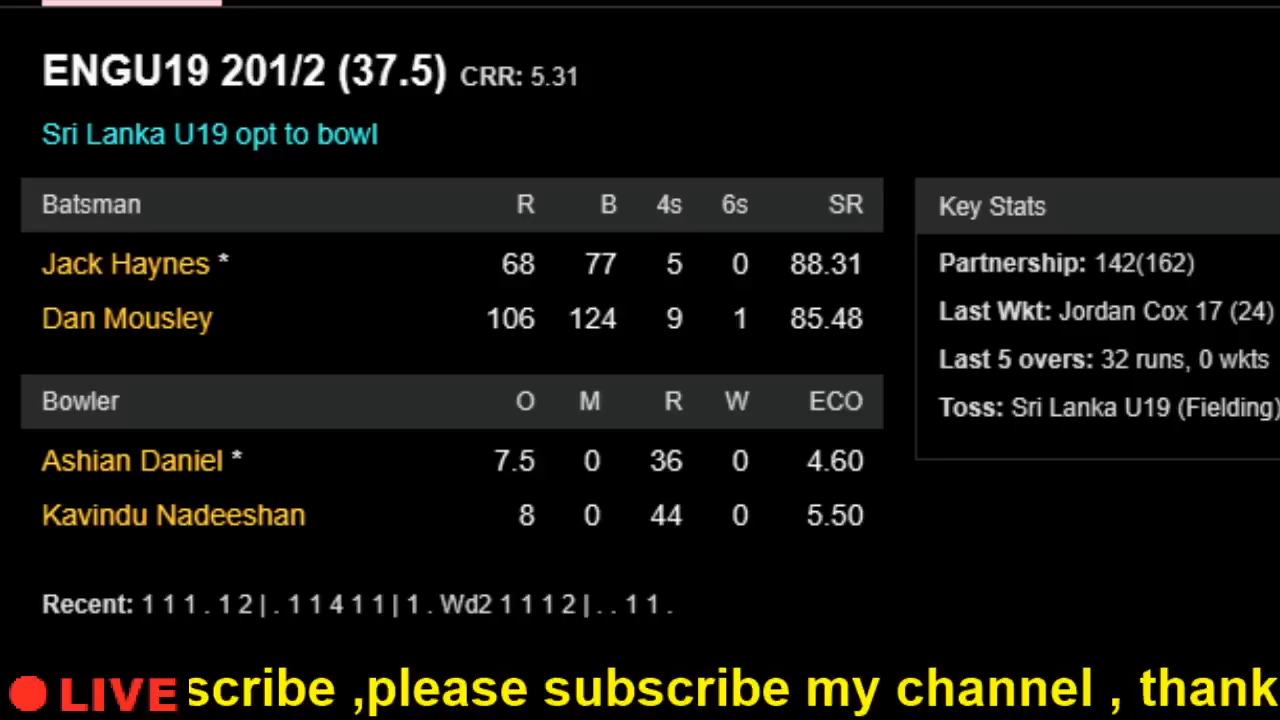 ENGU19 201/2 (37.5) CRR: 5.31
Sri Lanka U19 opt to bowl
Batsman R B 4s 6s SR
Jack Haynes * 68 77 5 0 88.31
Dan Mousley 106 124 9 1 85.48
Bowler O M R W ECO
Ashian Daniel * 7.5 0 36 0 4.60
Kavindu Nadeeshan 8 0 44 0 5.50
Recent: 1 1 1 . 1 2 | . 1 1 4 1 1 | 1 . Wd2 1 1 1 2 | . . 1 1 .
Key Stats
Partnership: 142(162)
Last Wkt: Jordan Cox 17 (24)
Last 5 overs: 32 runs, 0 wkts
Toss: Sri Lanka U19 (Fielding)
LIVE scribe ,please subscribe my channel , thank